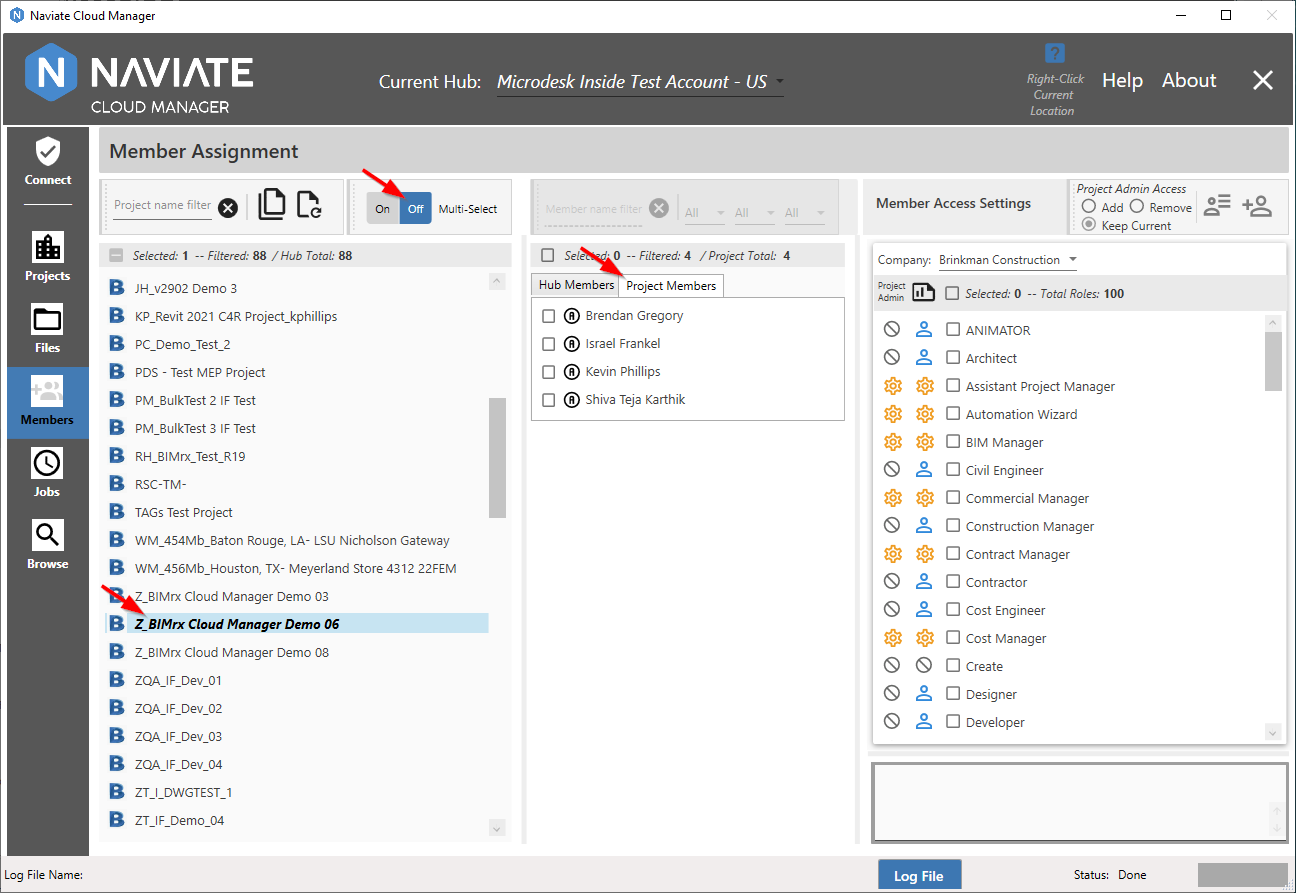 Naviate Cloud Manager
NAVIATE
CLOUD MANAGER
Current Hub: Microdesk Inside Test Account - US
?
Right-Click
Current
Location
Help About
Connect
Projects
Files
Members
Jobs
Browse
Member Assignment
Project name filter
On Off Multi-Select
Member name filter
All All All
Member Access Settings
Project Admin Access
Add Remove
Keep Current
Selected: 1 -- Filtered: 88 / Hub Total: 88
JH_v2902 Demo 3
KP_Revit 2021 C4R Project_kphillips
PC_Demo_Test_2
PDS - Test MEP Project
PM_BulkTest 2 IF Test
PM_BulkTest 3 IF Test
RH_BIMrx_Test_R19
RSC-TM-
TAGs Test Project
WM_454Mb_Baton Rouge, LA- LSU Nicholson Gateway
WM_456Mb_Houston, TX- Meyerland Store 4312 22FEM
Z_BIMrx Cloud Manager Demo 03
Z_BIMrx Cloud Manager Demo 06
Z_BIMrx Cloud Manager Demo 08
ZQA_IF_Dev_01
ZQA_IF_Dev_02
ZQA_IF_Dev_03
ZQA_IF_Dev_04
ZT_I_DWGTEST_1
ZT_IF_Demo_04
Selected: 0 -- Filtered: 4 / Project Total: 4
Hub Members Project Members
Brendan Gregory
Israel Frankel
Kevin Phillips
Shiva Teja Karthik
Company: Brinkman Construction
Project
Admin
Selected: 0 -- Total Roles: 100
ANIMATOR
Architect
Assistant Project Manager
Automation Wizard
BIM Manager
Civil Engineer
Commercial Manager
Construction Manager
Contract Manager
Contractor
Cost Engineer
Cost Manager
Create
Designer
Developer
Log File Name:
Log File
Status: Done